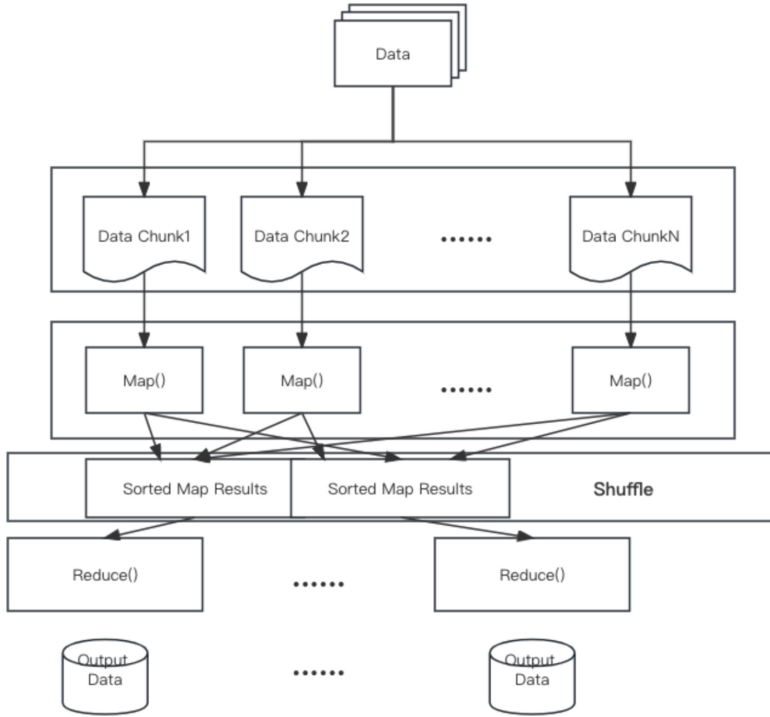 Data
Data Chunk1
Data Chunk2
......
Data ChunkN
Map()
Map()
......
Map()
Sorted Map Results
Sorted Map Results
Shuffle
Reduce()
......
Reduce()
Output
Data
......
Output
Data